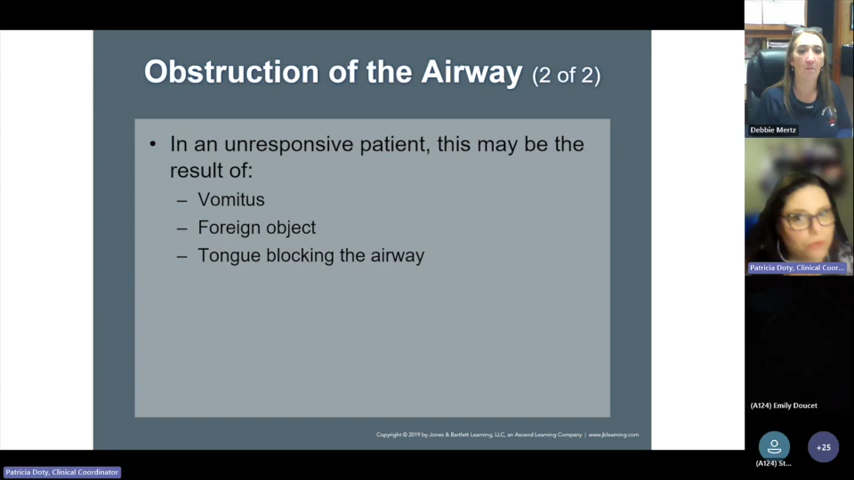 Obstruction of the Airway (2 of 2)
• In an unresponsive patient, this may be the
result of:
– Vomitus
– Foreign object
– Tongue blocking the airway
Copyright © 2019 by Jones & Bartlett Learning, LLC, an Ascend Learning Company | www.jblearning.com
Debbie Mertz
Patricia Doty, Clinical Coor...
(A124) Emily Doucet
(A124) St...
+25
Patricia Doty, Clinical Coordinator